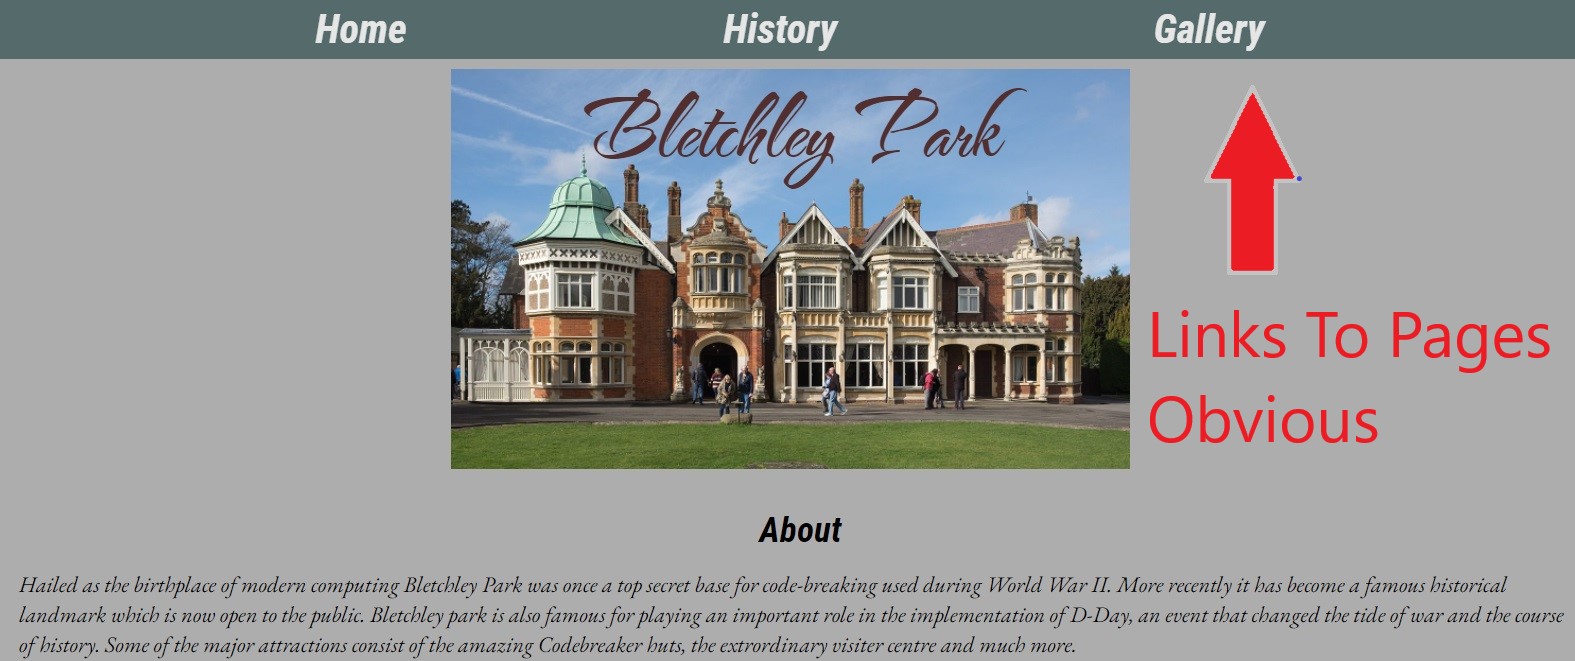 Home History Gallery
Bletchley Park
Links To Pages
Obvious
About
Hailed as the birthplace of modern computing Bletchley Park was once a top secret base for code-breaking used during World War II. More recently it has become a famous historical
landmark which is now open to the public. Bletchley park is also famous for playing an important role in the implementation of D-Day, an event that changed the tide of war and the course
of history. Some of the major attractions consist of the amazing Codebreaker huts, the extrordinary visiter centre and much more.